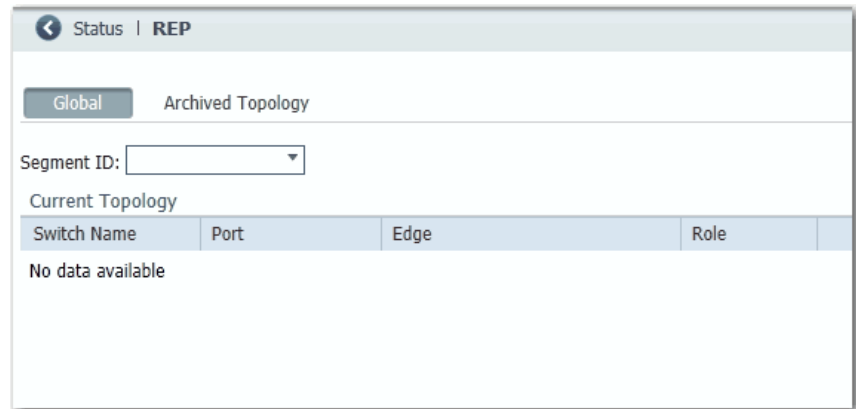 Status | REP
Global Archived Topology
Segment ID:
Current Topology
Switch Name Port Edge Role
No data available